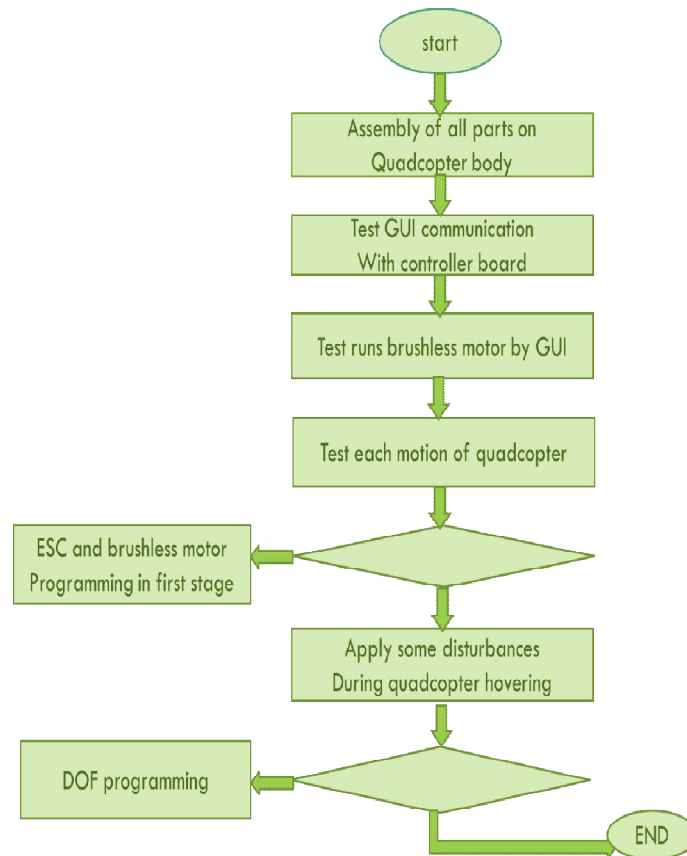 start
Assembly of all parts on
Quadcopter body
Test GUI communication
With controller board
Test runs brushless motor by GUI
Test each motion of quadcopter
ESC and brushless motor
Programming in first stage
Apply some disturbances
During quadcopter hovering
DOF programming
END